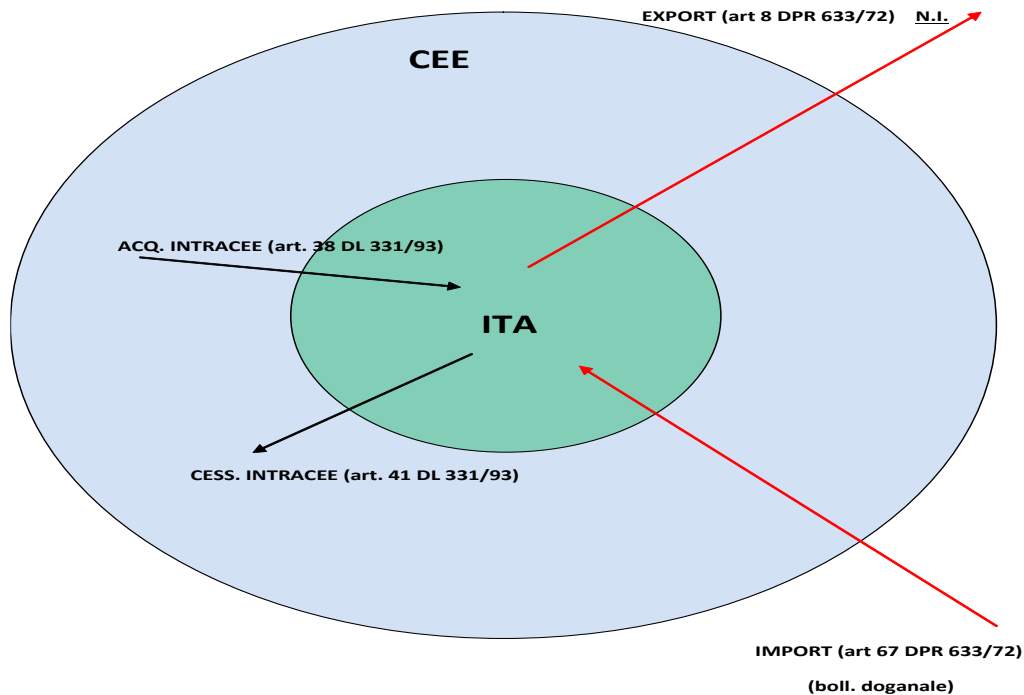 EXPORT (art 8 DPR 633/72) N.I.
CEE
ACQ. INTRACEE (art. 38 DL 331/93)
ITA
CESS. INTRACEE (art. 41 DL 331/93)
IMPORT (art 67 DPR 633/72)
(boll. doganale)